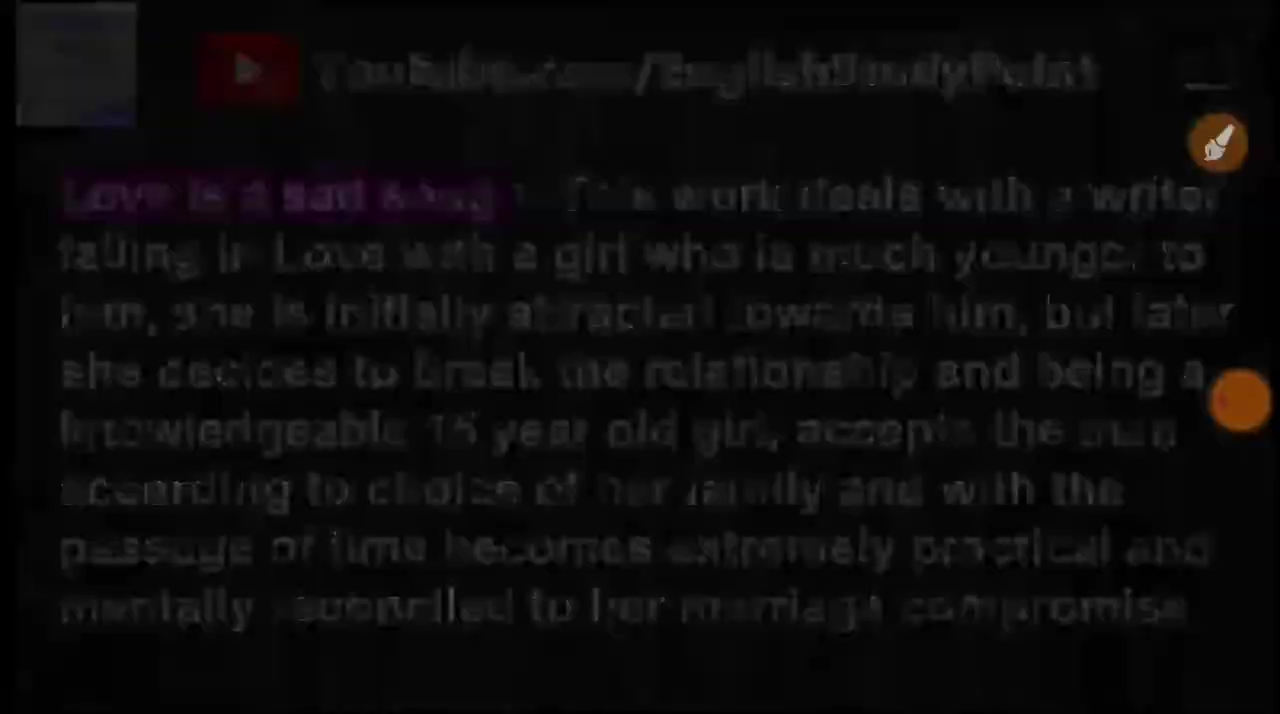 Youtube.com/EnglishStudyPoint
Love is a sad song : This work deals with a writer
falling in Love with a girl who is much younger to
him, she is initially attracted towards him, but later
she decides to break the relationship and being a
knowledgeable 15 year old girl, accepts the man
according to choice of her family and with the
passage of time becomes extremely practical and
mentally reconciled to her marriage compromise